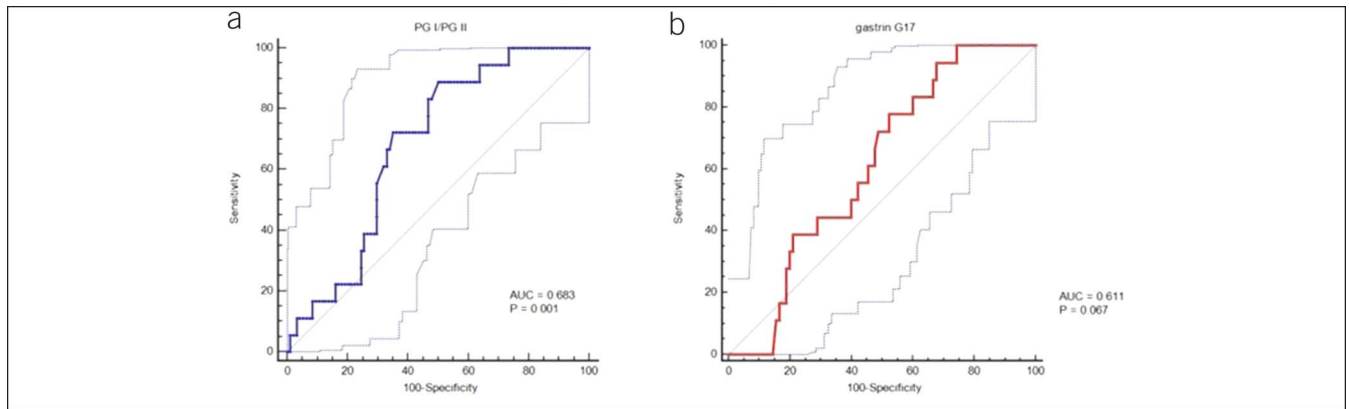 a
PG I/PG II
100
80
60
40
20
0
Sensitivity
0 20 40 60 80 100
100-Specificity
AUC = 0.683
P = 0.001
b
gastrin G17
100
80
60
40
20
0
Sensitivity
0 20 40 60 80 100
100-Specificity
AUC = 0.611
P = 0.067